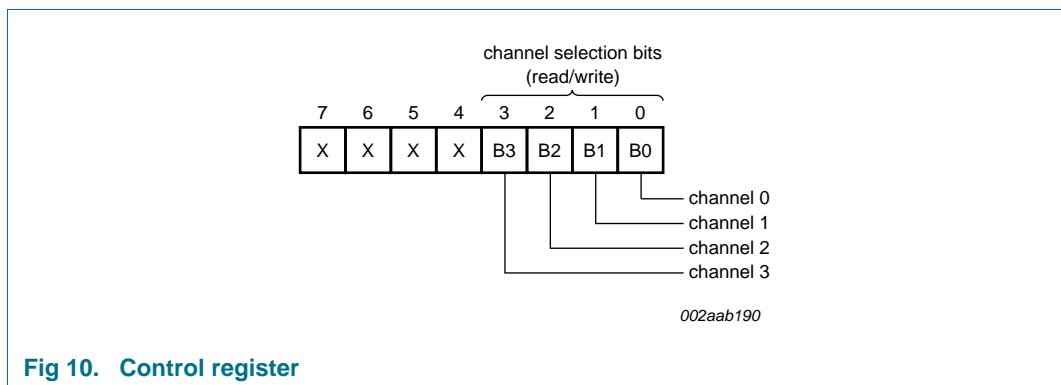 channel selection bits
(read/write)
7 6 5 4 3 2 1 0
X X X X B3 B2 B1 B0
channel 0
channel 1
channel 2
channel 3
002aab190
Fig 10. Control register